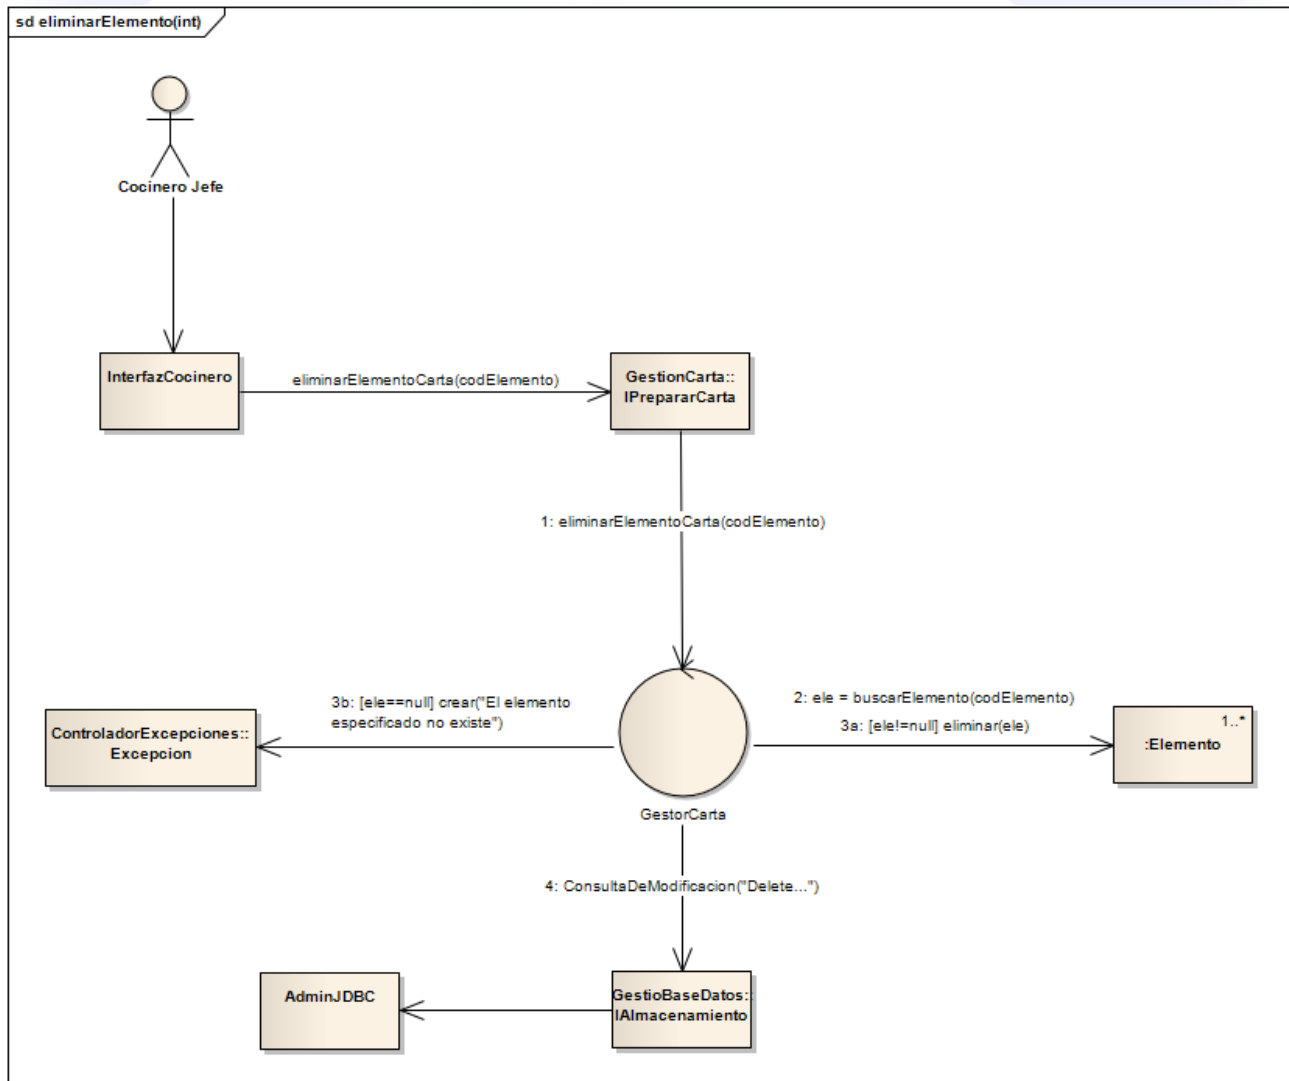 sd eliminarElemento(int)
Cocinero Jefe
InterfazCocinero
eliminarElementoCarta(codElemento)
GestionCarta::
IPrepararCarta
1: eliminarElementoCarta(codElemento)
3b: [ele==null] crear("El elemento
especificado no existe")
2: ele = buscarElemento(codElemento)
3a: [ele!=null] eliminar(ele)
ControladorExcepciones::
Excepcion
1..*
:Elemento
GestorCarta
4: ConsultaDeModificacion("Delete...")
AdminJDBC
GestioBaseDatos::
IAlmacenamiento